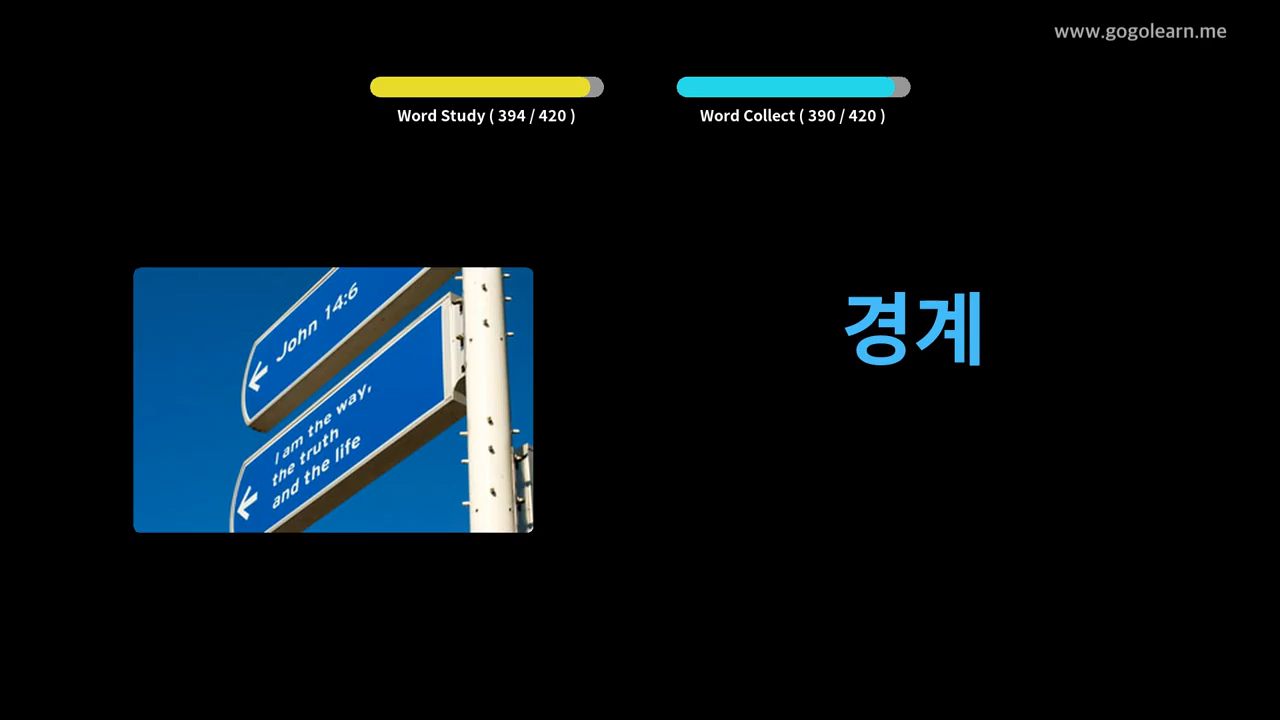 www.gogolearn.me
Word Study ( 394 / 420 )
Word Collect ( 390 / 420 )
John 14:6
I am the way,
the truth
and the life
경계